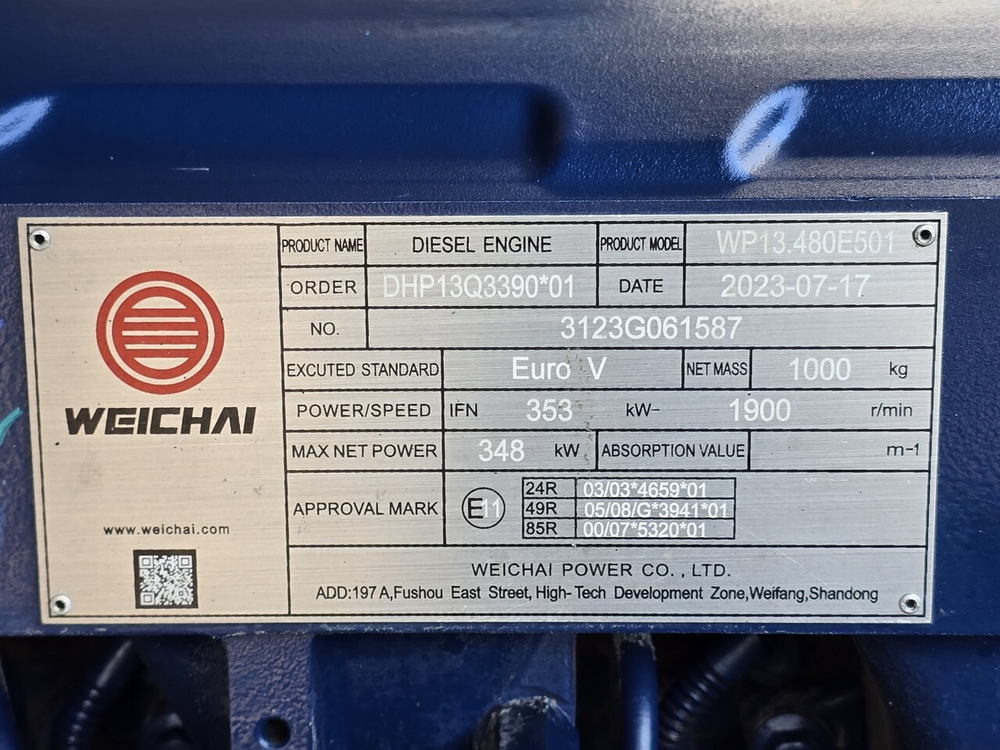 PRODUCT NAME DIESEL ENGINE PRODUCT MODEL WP13.480E501
ORDER DHP13Q3390*01 DATE 2023-07-17
NO. 3123G061587
EXCUTED STANDARD Euro V NET MASS 1000 kg
POWER/SPEED IFN 353 kW- 1900 r/min
WEICHAI
MAX NET POWER 348 kW ABSORPTION VALUE m-1
APPROVAL MARK E11
24R 03/03*4659*01
49R 05/08/G*3941*01
85R 00/07*5320*01
www.weichai.com
WEICHAI POWER CO.,LTD.
ADD:197 A,Fushou East Street,High-Tech Development Zone,Weifang,Shandong